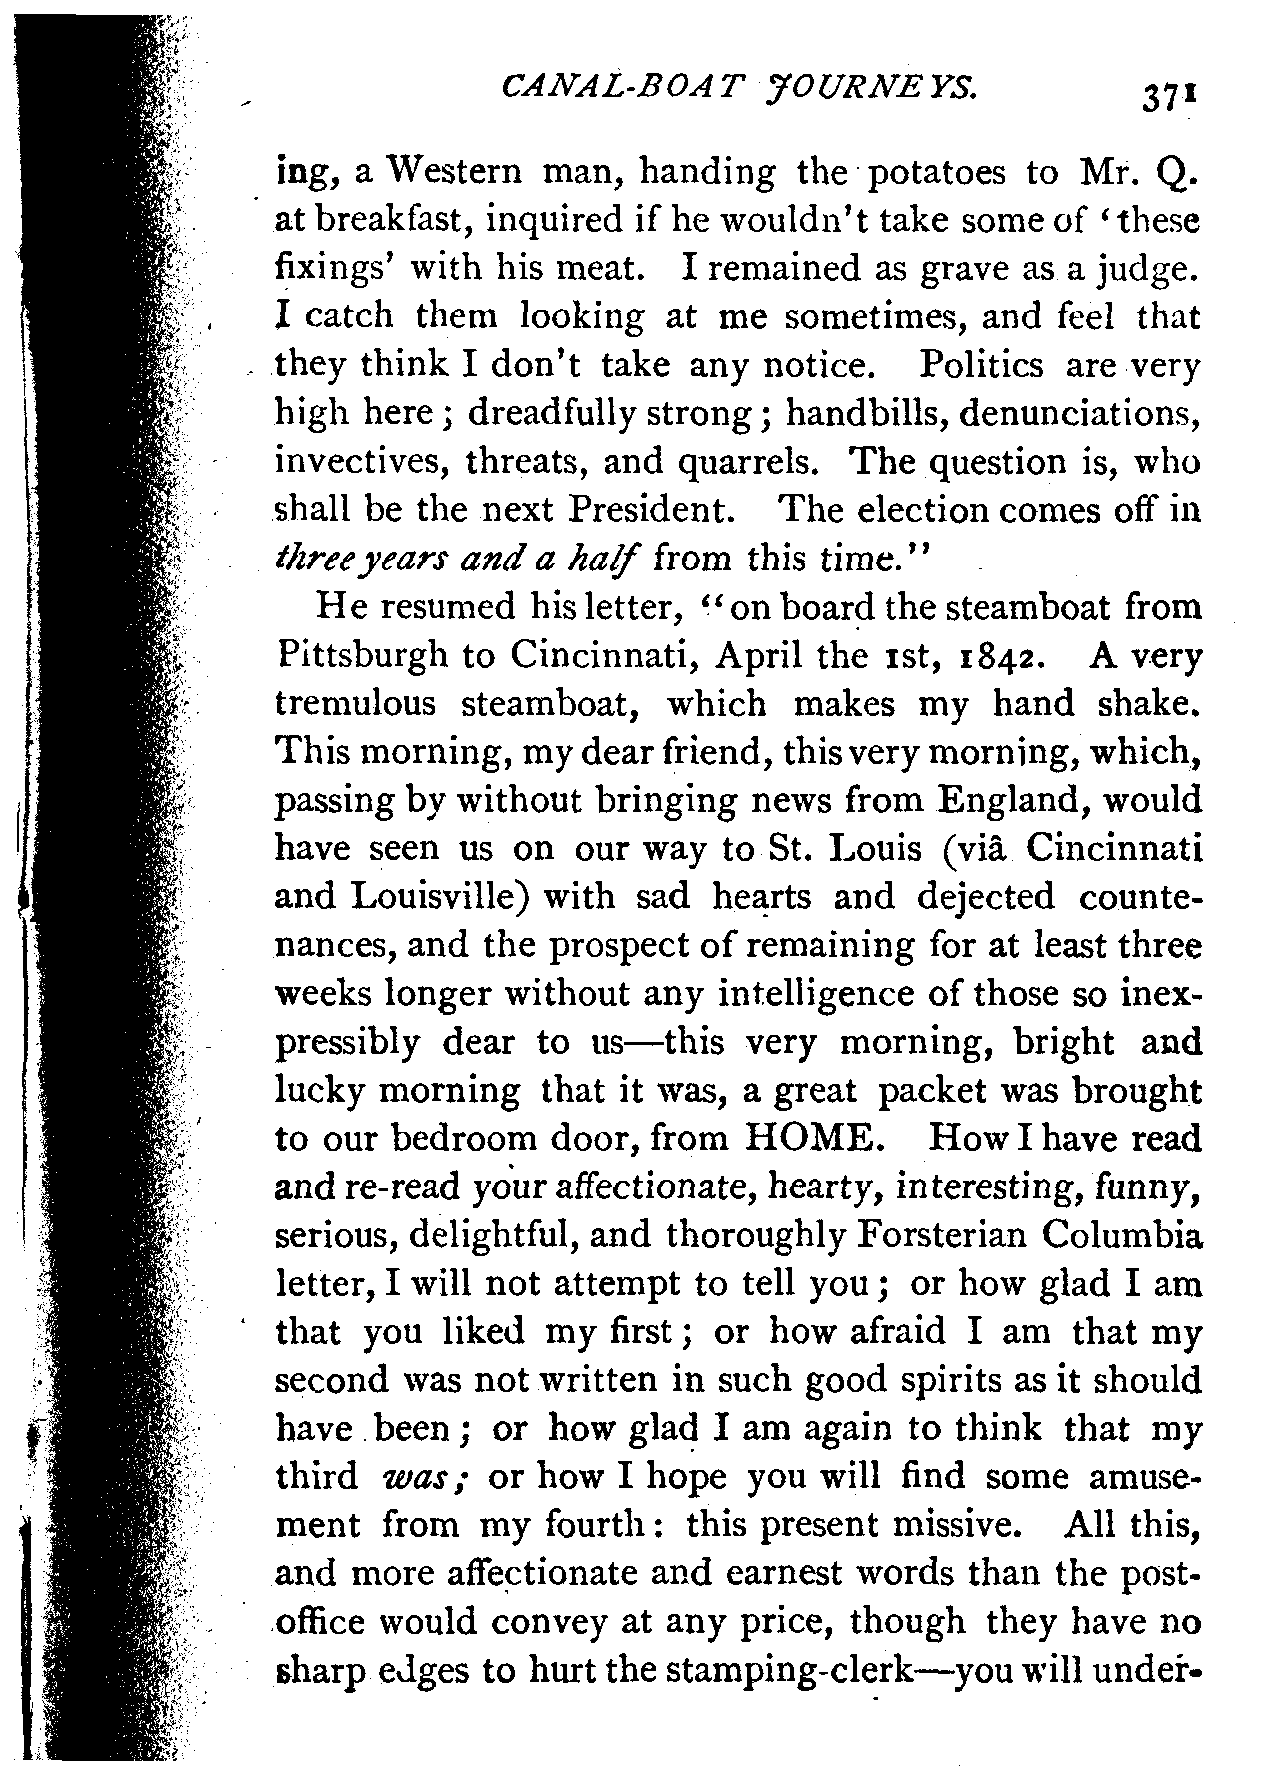 CANAL-BOAT JOURNEYS. 371
ing, a Western man, handing the potatoes to Mr. Q.
at breakfast, inquired if he wouldn't take some of 'these
fixings' with his meat. I remained as grave as a judge.
I catch them looking at me sometimes, and feel that
they think I don't take any notice. Politics are very
high here; dreadfully strong; handbills, denunciations,
invectives, threats, and quarrels. The question is, who
shall be the next President. The election comes off in
three years and a half from this time."
He resumed his letter, "on board the steamboat from
Pittsburgh to Cincinnati, April the 1st, 1842. A very
tremulous steamboat, which makes my hand shake.
This morning, my dear friend, this very morning, which,
passing by without bringing news from England, would
have seen us on our way to St. Louis (viâ Cincinnati
and Louisville) with sad hearts and dejected counte-
nances, and the prospect of remaining for at least three
weeks longer without any intelligence of those so inex-
pressibly dear to us—this very morning, bright and
lucky morning that it was, a great packet was brought
to our bedroom door, from HOME. How I have read
and re-read your affectionate, hearty, interesting, funny,
serious, delightful, and thoroughly Forsterian Columbia
letter, I will not attempt to tell you; or how glad I am
that you liked my first; or how afraid I am that my
second was not written in such good spirits as it should
have been; or how glad I am again to think that my
third was; or how I hope you will find some amuse-
ment from my fourth: this present missive. All this,
and more affectionate and earnest words than the post-
office would convey at any price, though they have no
sharp edges to hurt the stamping-clerk—you will under-